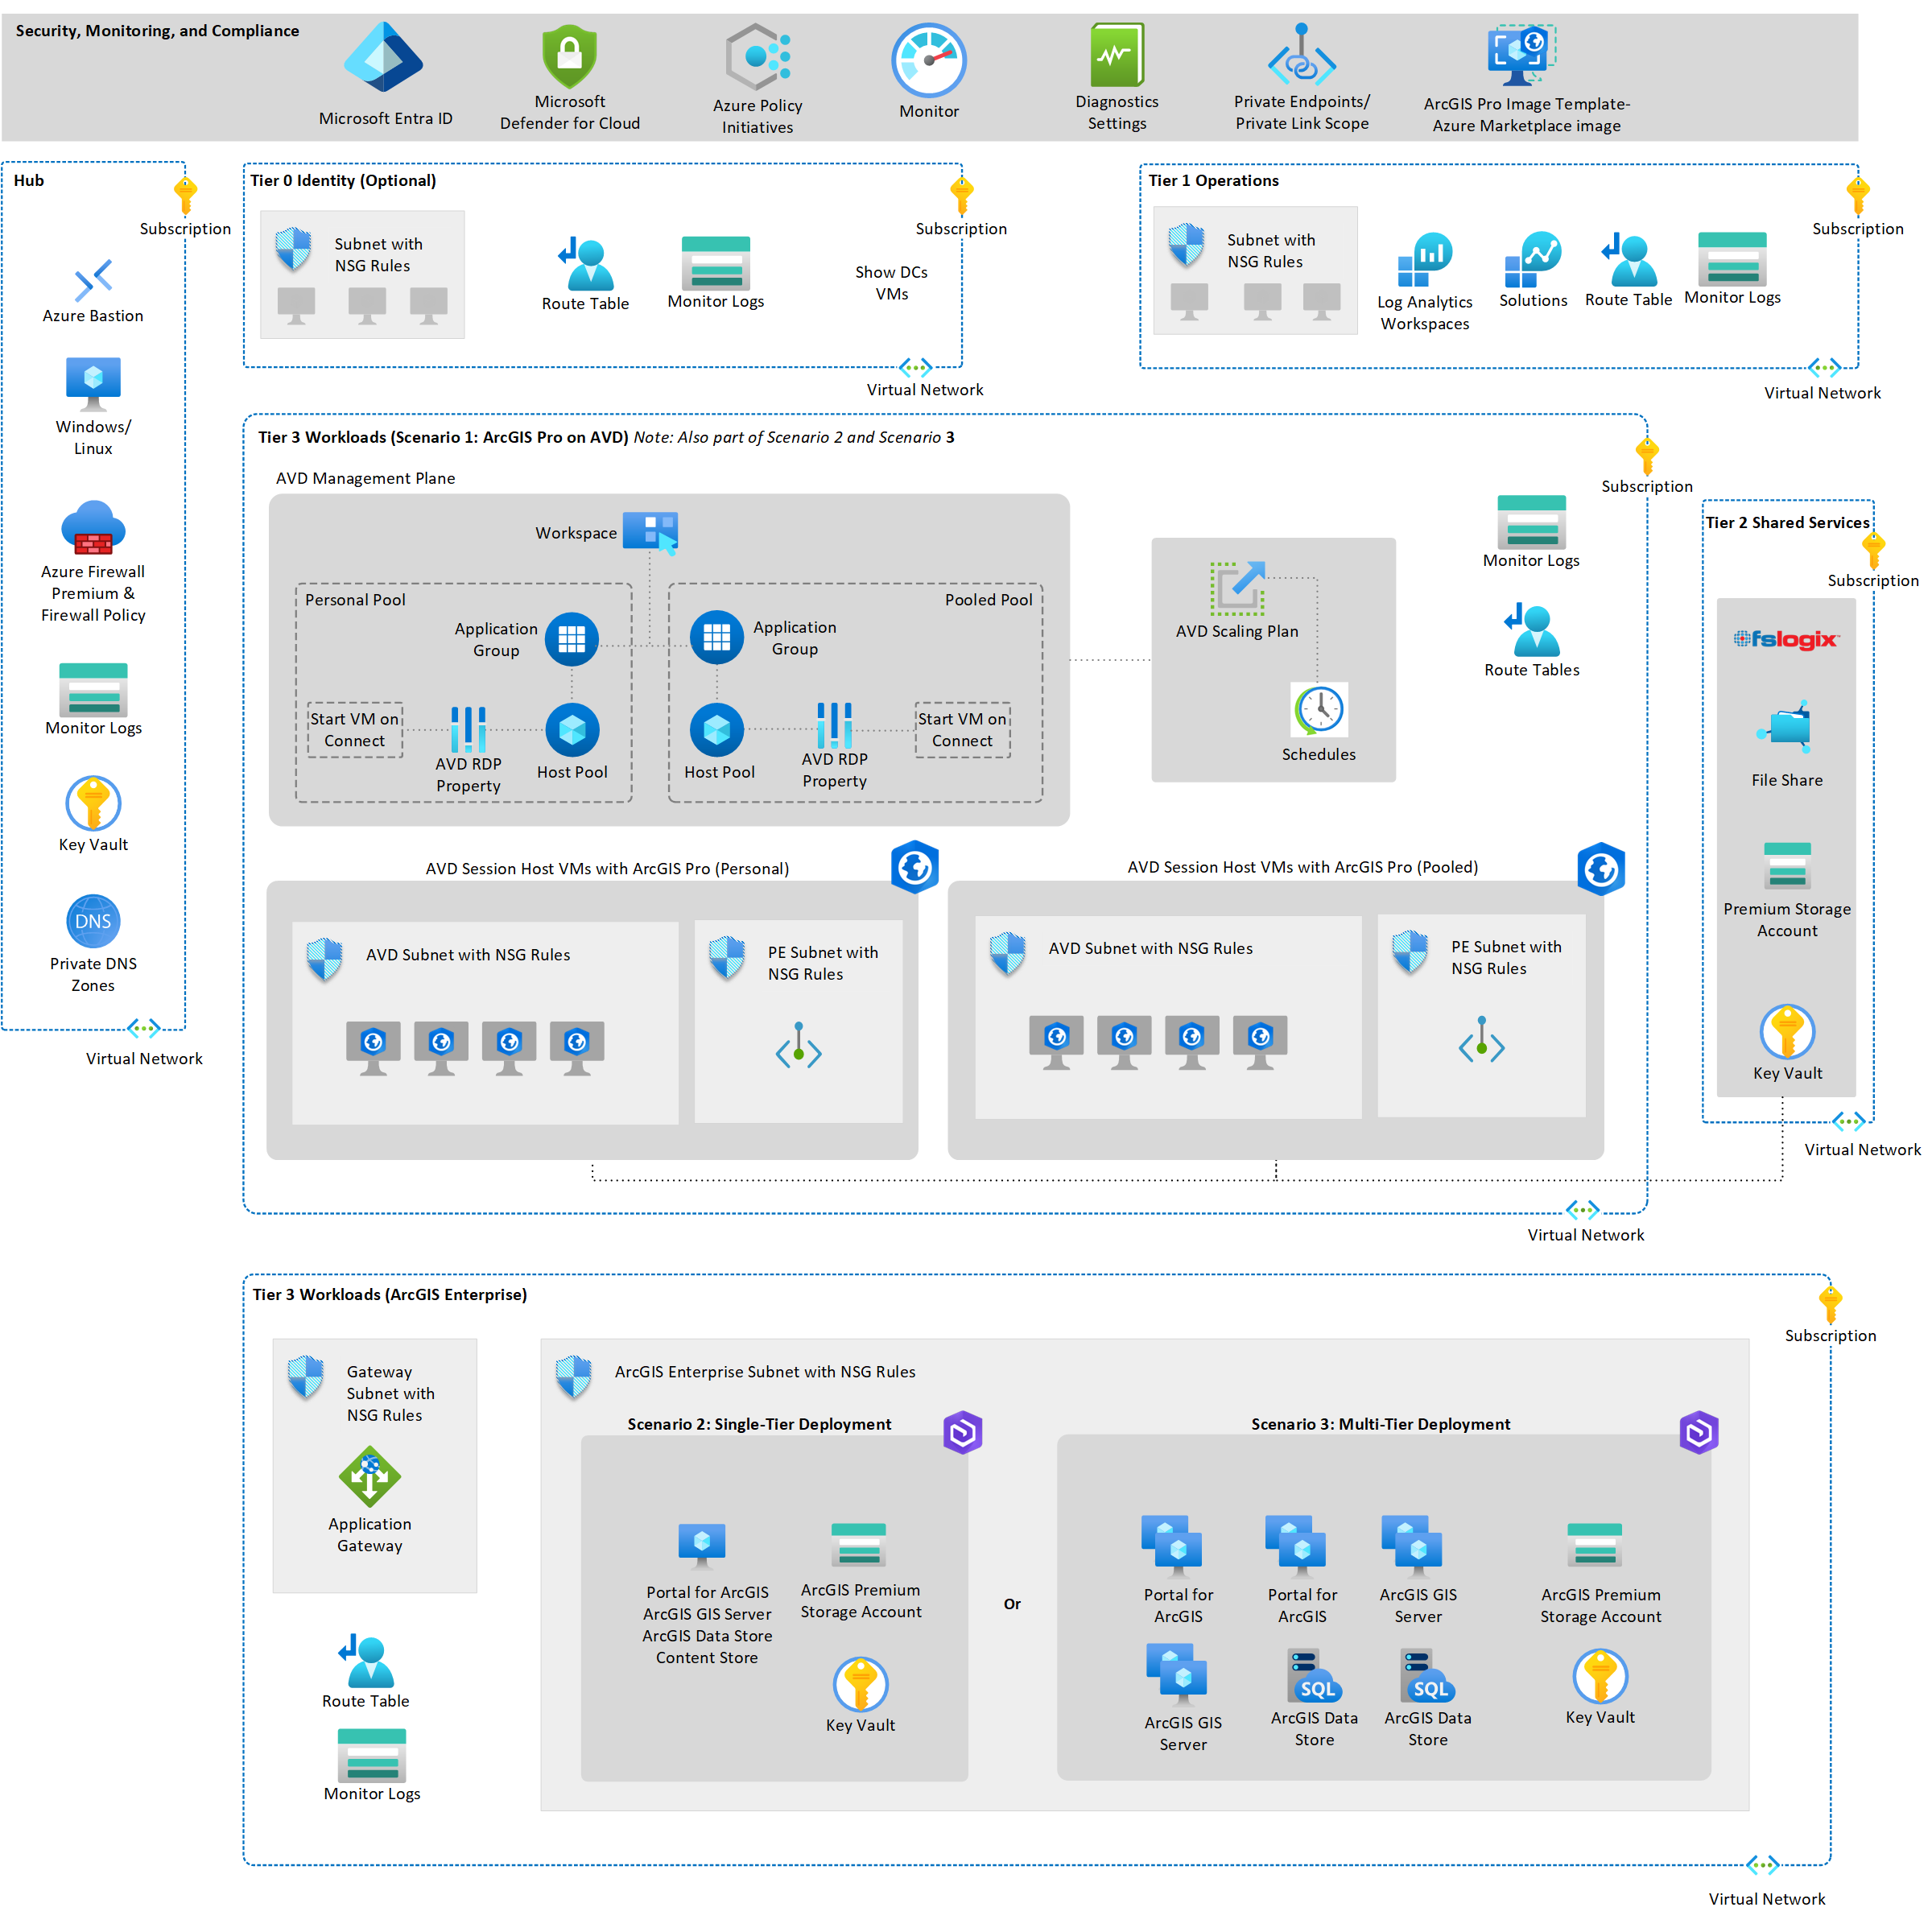 Security, Monitoring, and Compliance
Microsoft Entra ID
Microsoft
Defender for Cloud
Azure Policy
Initiatives
Monitor
Diagnostics
Settings
Private Endpoints/
Private Link Scope
ArcGIS Pro Image Template-
Azure Marketplace image
Hub
Subscription
Azure Bastion
Windows/
Linux
Azure Firewall
Premium &
Firewall Policy
Monitor Logs
Key Vault
DNS
Private DNS
Zones
Virtual Network
Tier 0 Identity (Optional)
Subscription
Subnet with
NSG Rules
Route Table
Monitor Logs
Show DCs
VMs
Virtual Network
Tier 1 Operations
Subscription
Subnet with
NSG Rules
Log Analytics
Workspaces
Solutions
Route Table
Monitor Logs
Virtual Network
Tier 3 Workloads (Scenario 1: ArcGIS Pro on AVD) Note: Also part of Scenario 2 and Scenario 3
Subscription
AVD Management Plane
Workspace
Personal Pool
Application
Group
Start VM on
Connect
AVD RDP
Property
Host Pool
Pooled Pool
Application
Group
Host Pool
AVD RDP
Property
Start VM on
Connect
AVD Scaling Plan
Schedules
Monitor Logs
Route Tables
AVD Session Host VMs with ArcGIS Pro (Personal)
AVD Subnet with NSG Rules
PE Subnet with
NSG Rules
AVD Session Host VMs with ArcGIS Pro (Pooled)
AVD Subnet with NSG Rules
PE Subnet with
NSG Rules
Virtual Network
Tier 2 Shared Services
Subscription
fslogix
File Share
Premium Storage
Account
Key Vault
Virtual Network
Tier 3 Workloads (ArcGIS Enterprise)
Subscription
Gateway
Subnet with
NSG Rules
Application
Gateway
Route Table
Monitor Logs
ArcGIS Enterprise Subnet with NSG Rules
Scenario 2: Single-Tier Deployment
Portal for ArcGIS
ArcGIS GIS Server
ArcGIS Data Store
Content Store
ArcGIS Premium
Storage Account
Key Vault
Or
Scenario 3: Multi-Tier Deployment
Portal for
ArcGIS
Portal for
ArcGIS
ArcGIS GIS
Server
ArcGIS Premium
Storage Account
ArcGIS GIS
Server
SQL
ArcGIS Data
Store
SQL
ArcGIS Data
Store
Key Vault
Virtual Network